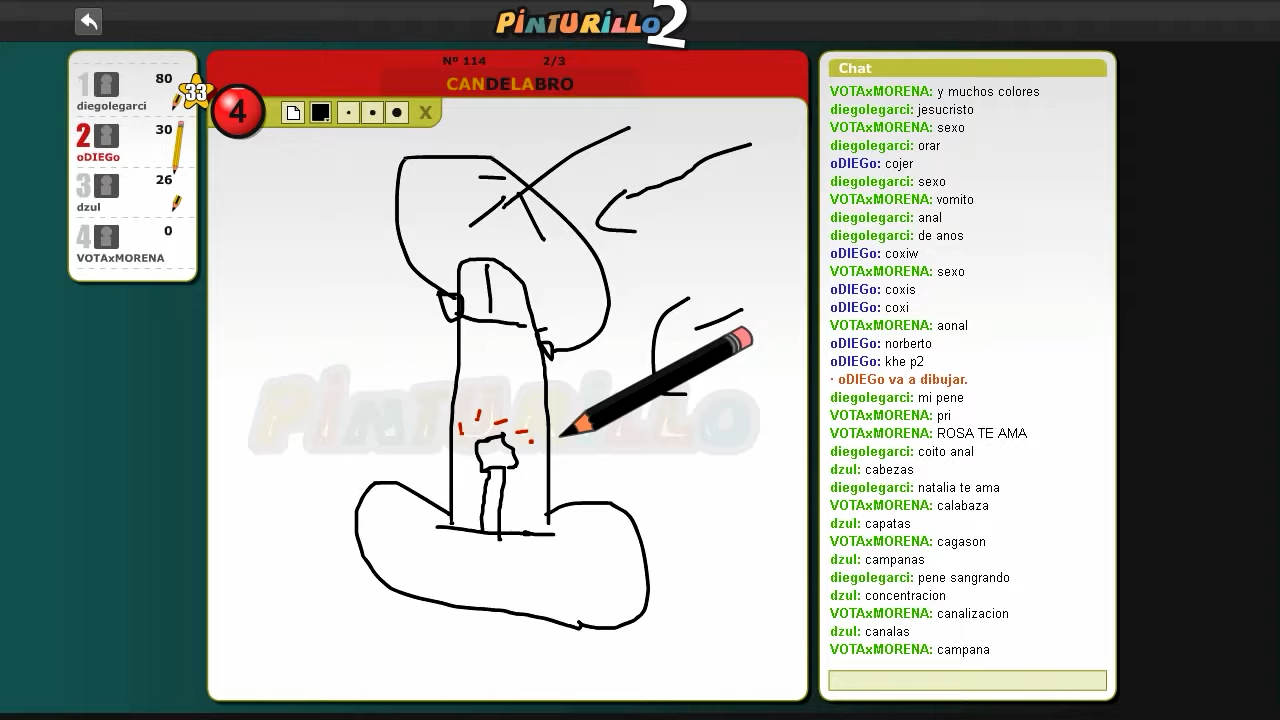 PINTURILLO 2
Nº 114 2/3
CANDELABRO
33
4
X
1 80
diegolegarci
2 30
oDIEGo
3 26
dzul
4 0
VOTAxMORENA
PINTURILLO
Chat
VOTAxMORENA: y muchos colores
diegolegarci: jesucristo
VOTAxMORENA: sexo
diegolegarci: orar
oDIEGo: cojer
diegolegarci: sexo
VOTAxMORENA: vomito
diegolegarci: anal
diegolegarci: de anos
oDIEGo: coxiw
VOTAxMORENA: sexo
oDIEGo: coxis
oDIEGo: coxi
VOTAxMORENA: aonal
oDIEGo: norberto
oDIEGo: khe p2
· oDIEGo va a dibujar.
diegolegarci: mi pene
VOTAxMORENA: pri
VOTAxMORENA: ROSA TE AMA
diegolegarci: coito anal
dzul: cabezas
diegolegarci: natalia te ama
VOTAxMORENA: calabaza
dzul: capatas
VOTAxMORENA: cagason
dzul: campanas
diegolegarci: pene sangrando
dzul: concentracion
VOTAxMORENA: canalizacion
dzul: canalas
VOTAxMORENA: campana